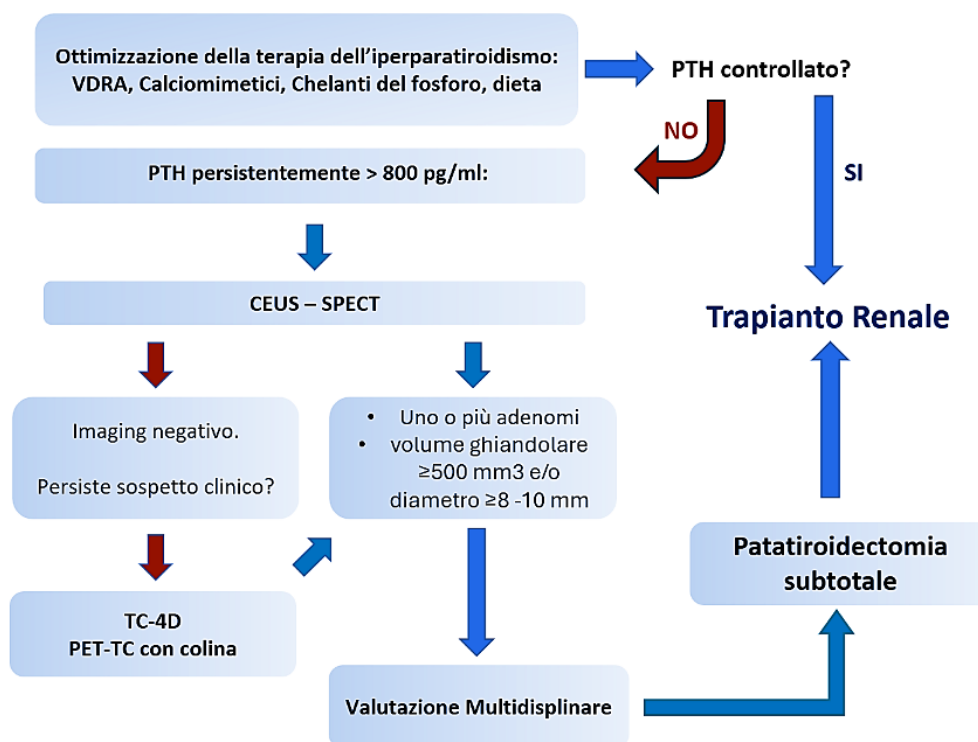 Ottimizzazione della terapia dell'iperparatiroidismo:
VDRA, Calciomimetici, Chelanti del fosforo, dieta
PTH controllato?
NO
SI
PTH persistentemente > 800 pg/ml:
CEUS – SPECT
Trapianto Renale
Imaging negativo.
Persiste sospetto clinico?
• Uno o più adenomi
• volume ghiandolare
≥500 mm3 e/o
diametro ≥8 -10 mm
Patatiroidectomia
subtotale
TC-4D
PET-TC con colina
Valutazione Multidisplinare